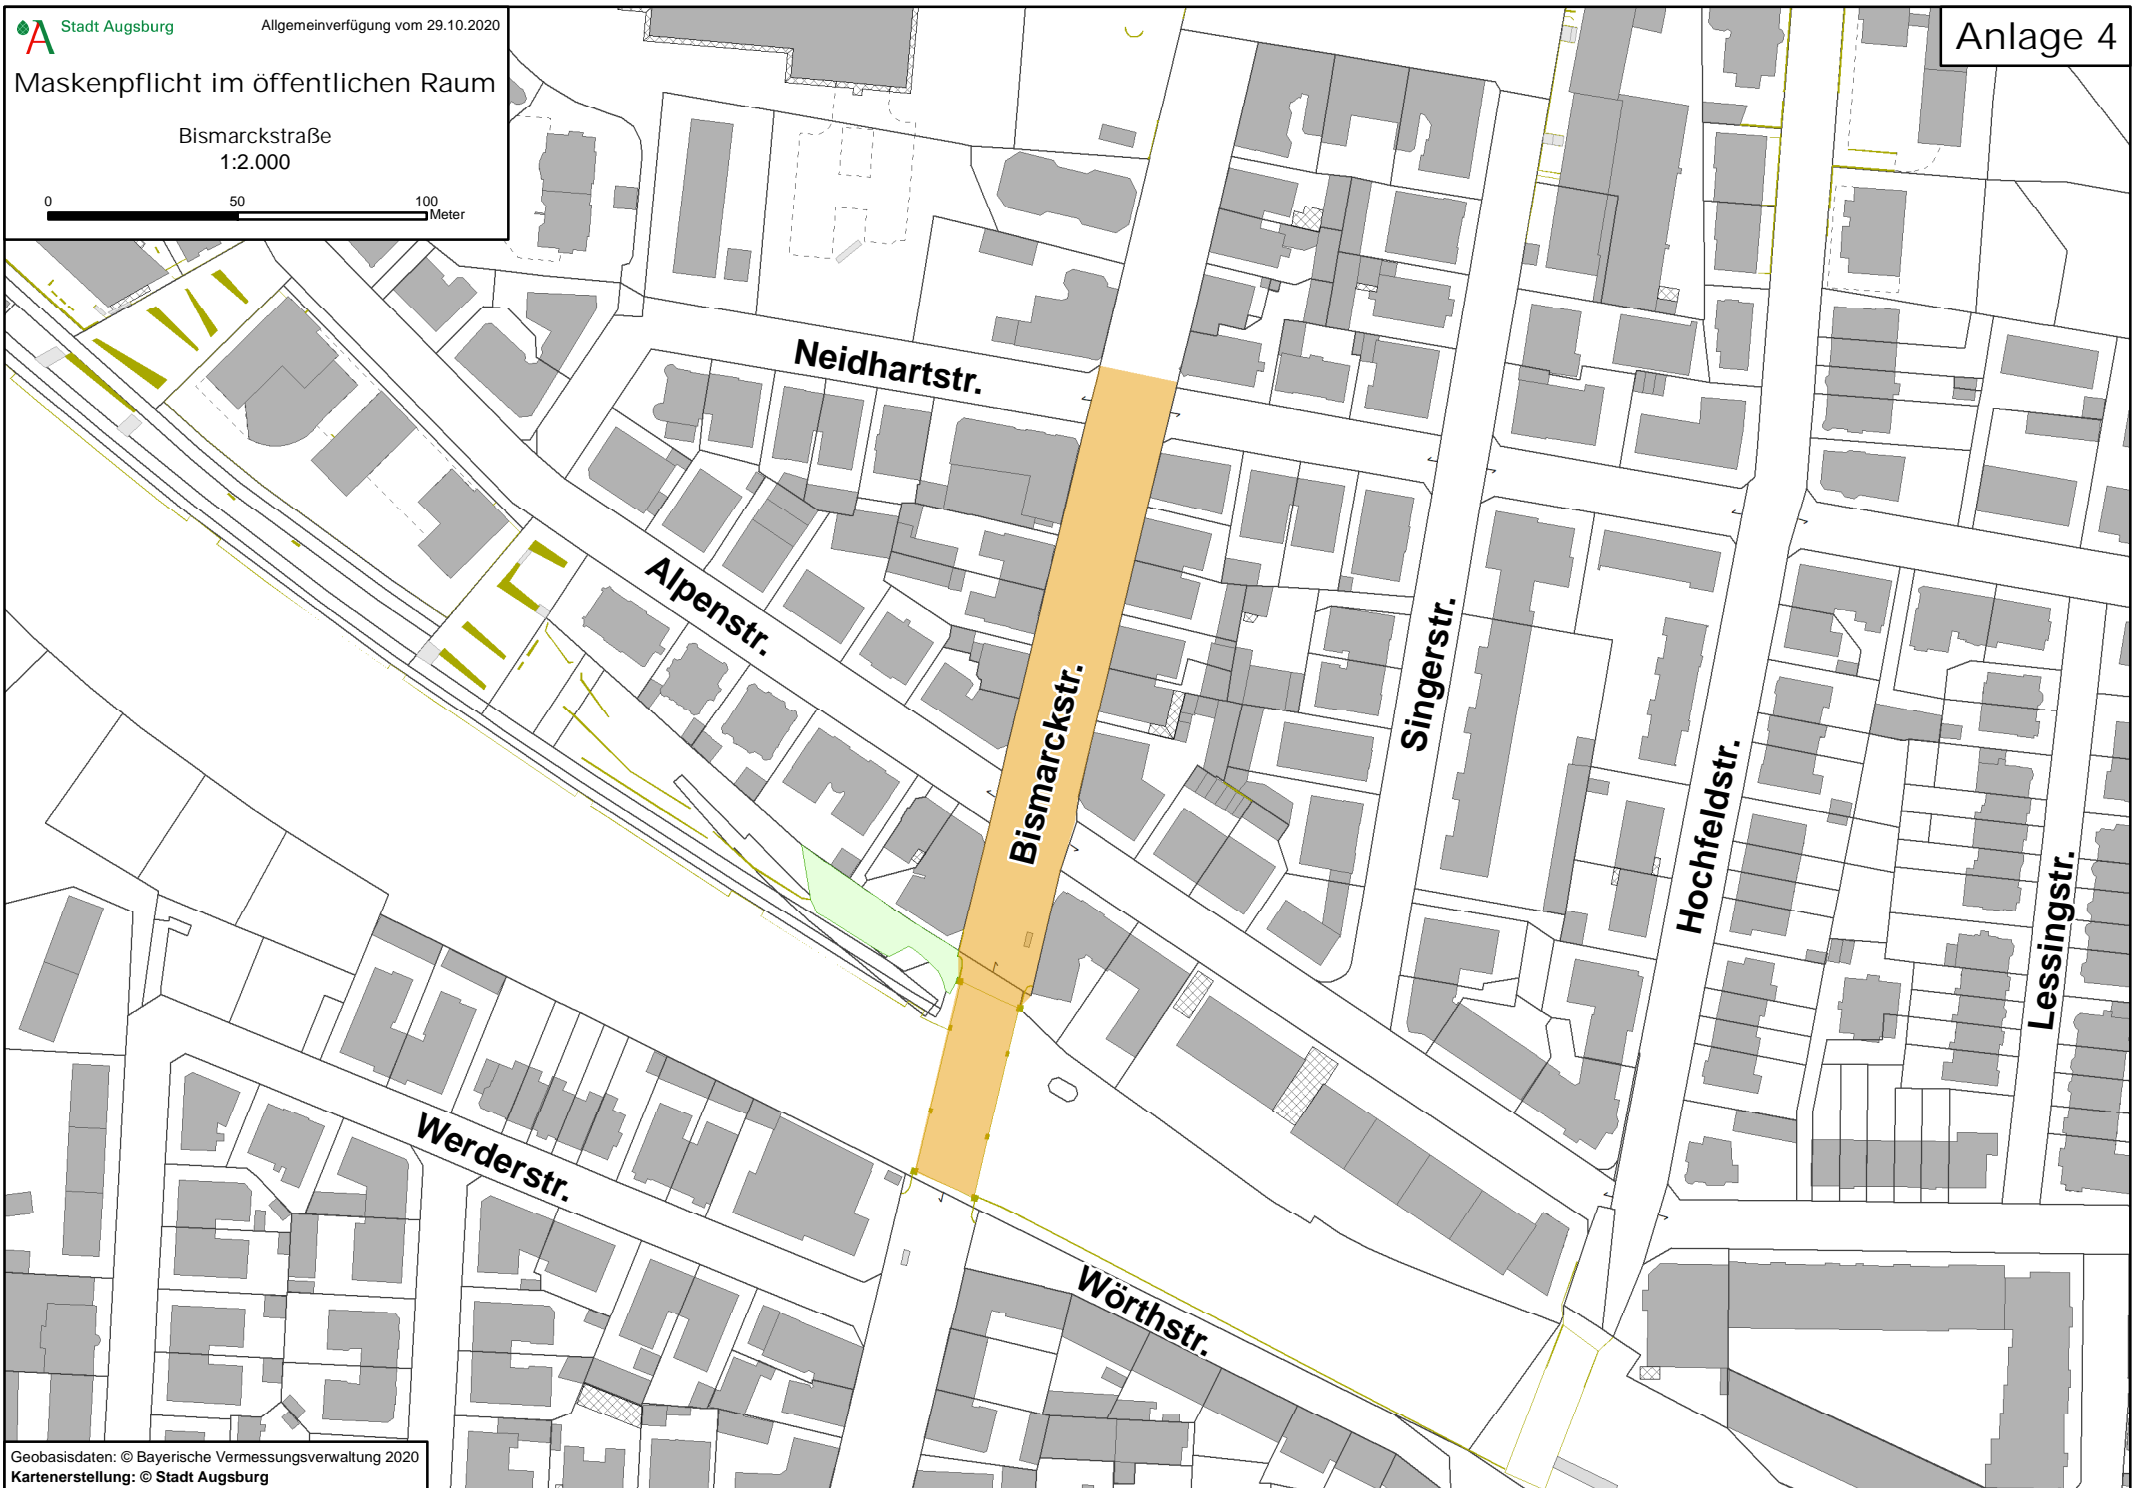 Stadt Augsburg
Allgemeinverfügung vom 29.10.2020
Maskenpflicht im öffentlichen Raum
Bismarckstraße
1:2.000
0 50 100
Meter
Anlage 4
Neidhartstr.
Alpenstr.
Bismarckstr.
Singerstr.
Hochfeldstr.
Lessingstr.
Werderstr.
Wörthstr.
Geobasisdaten: © Bayerische Vermessungsverwaltung 2020
Kartenerstellung: © Stadt Augsburg